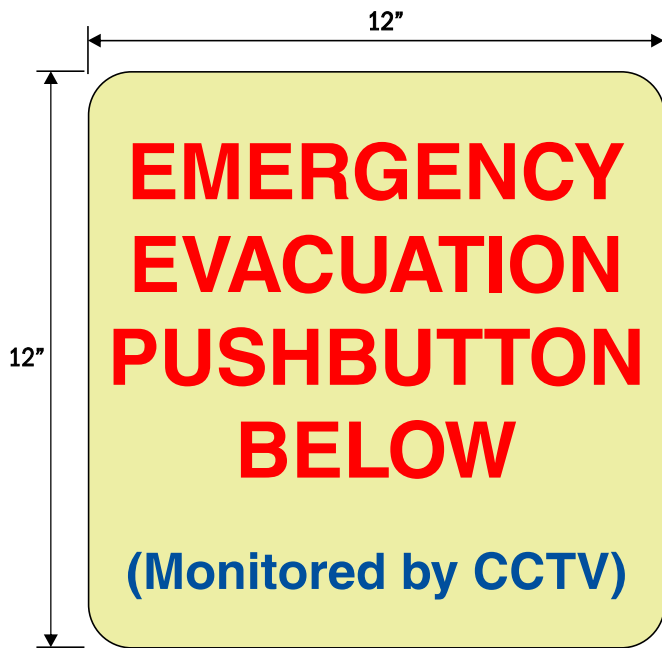 12”
EMERGENCY
EVACUATION
PUSHBUTTON
12”
BELOW
(Monitored by CCTV)